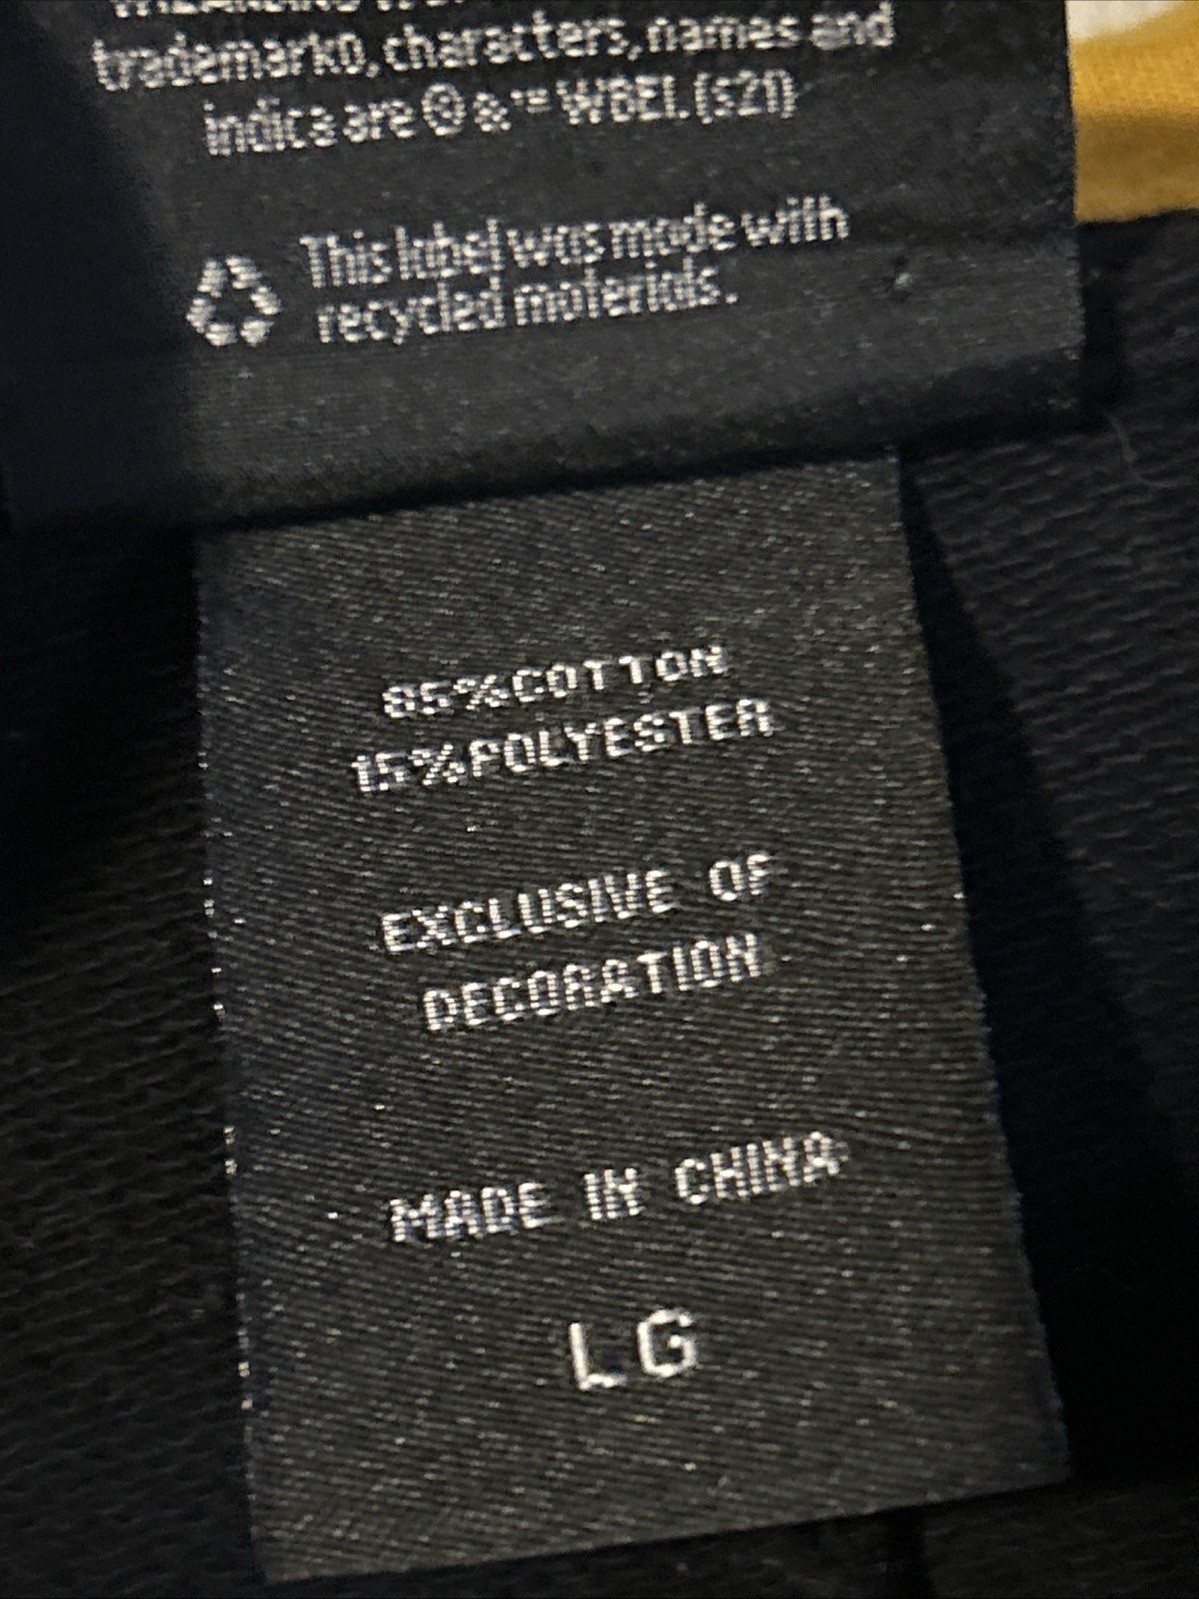 trademark0, characters, names and
indica are © & ™ WBEI. (s21)
This label was made with
recycled materials.
85%COTTON
15%POLYESTER
EXCLUSIVE OF
DECORATION
MADE IN CHINA
LG